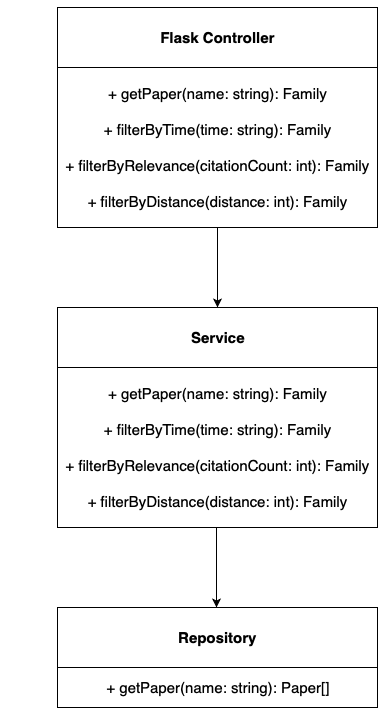 Flask Controller
+ getPaper(name: string): Family
+ filterByTime(time: string): Family
+ filterByRelevance(citationCount: int): Family
+ filterByDistance(distance: int): Family
Service
+ getPaper(name: string): Family
+ filterByTime(time: string): Family
+ filterByRelevance(citationCount: int): Family
+ filterByDistance(distance: int): Family
Repository
+ getPaper(name: string): Paper[]